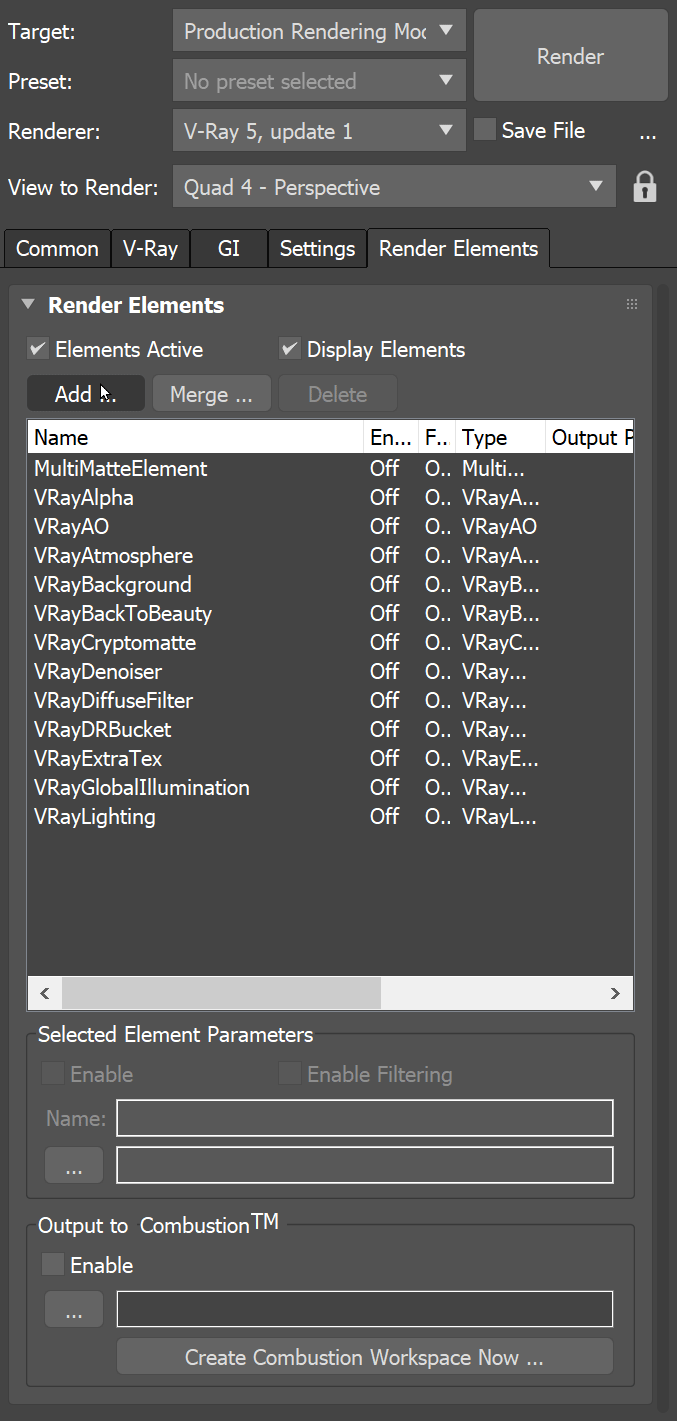 Target: Production Rendering Mod Render
Preset: No preset selected
Renderer: V-Ray 5, update 1 Save File ...
View to Render: Quad 4 - Perspective
Common V-Ray GI Settings Render Elements
Render Elements
Elements Active Display Elements
Add ... Merge ... Delete
Name En... F... Type Output P
MultiMatteElement Off O.. Multi...
VRayAlpha Off O.. VRayA...
VRayAO Off O.. VRayAO
VRayAtmosphere Off O.. VRayA...
VRayBackground Off O.. VRayB...
VRayBackToBeauty Off O.. VRayB...
VRayCryptomatte Off O.. VRayC...
VRayDenoiser Off O.. VRay...
VRayDiffuseFilter Off O.. VRay...
VRayDRBucket Off O.. VRay...
VRayExtraTex Off O.. VRayE...
VRayGlobalIllumination Off O.. VRay...
VRayLighting Off O.. VRayL...
Selected Element Parameters
Enable Enable Filtering
Name:
...
Output to Combustion™
Enable
...
Create Combustion Workspace Now ...